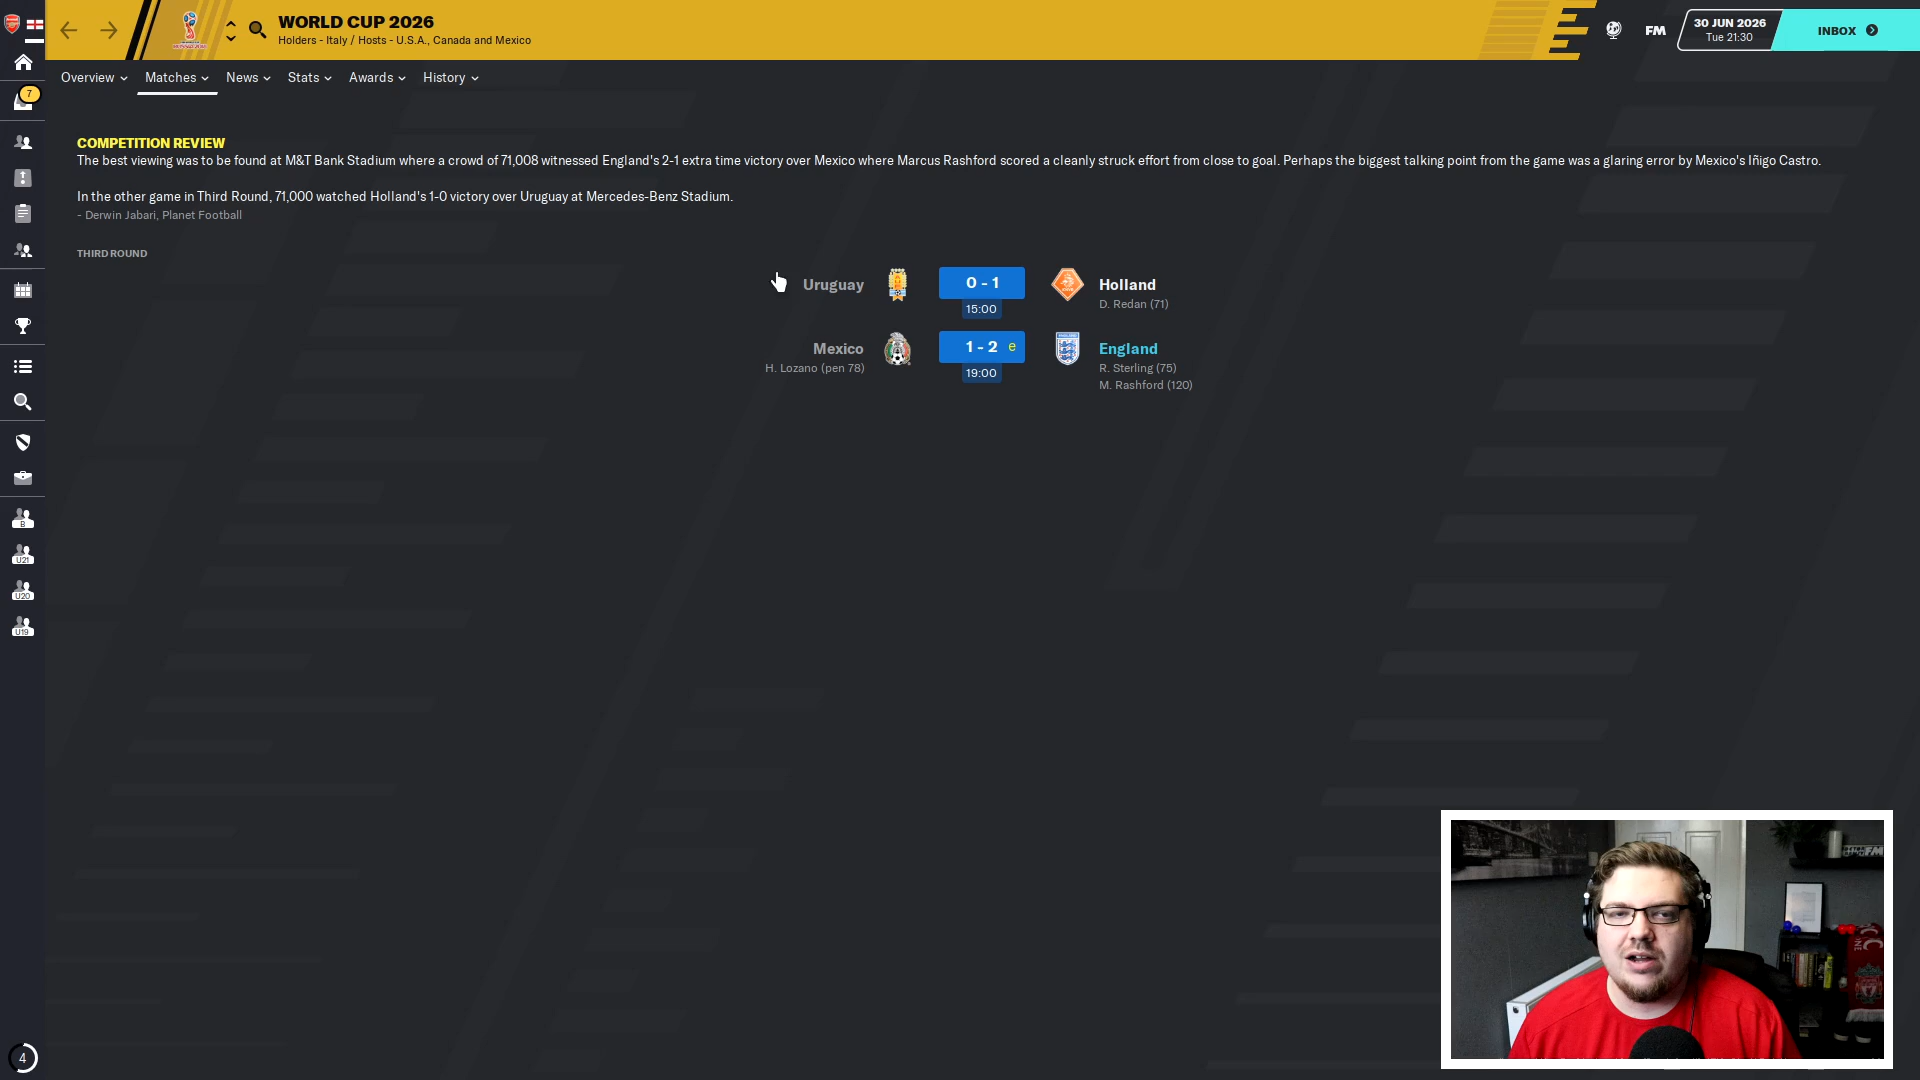 WORLD CUP 2026
Holders - Italy / Hosts - U.S.A., Canada and Mexico
FM
30 JUN 2026
Tue 21:30
INBOX
7
Overview
Matches
News
Stats
Awards
History
COMPETITION REVIEW
The best viewing was to be found at M&T Bank Stadium where a crowd of 71,008 witnessed England's 2-1 extra time victory over Mexico where Marcus Rashford scored a cleanly struck effort from close to goal. Perhaps the biggest talking point from the game was a glaring error by Mexico's Iñigo Castro.
In the other game in Third Round, 71,000 watched Holland's 1-0 victory over Uruguay at Mercedes-Benz Stadium.
- Derwin Jabari, Planet Football
THIRD ROUND
Uruguay
0 - 1
Holland
15:00
D. Redan (71)
Mexico
1 - 2 e
England
H. Lozano (pen 78)
19:00
R. Sterling (75)
M. Rashford (120)
B
U21
U20
U19
4